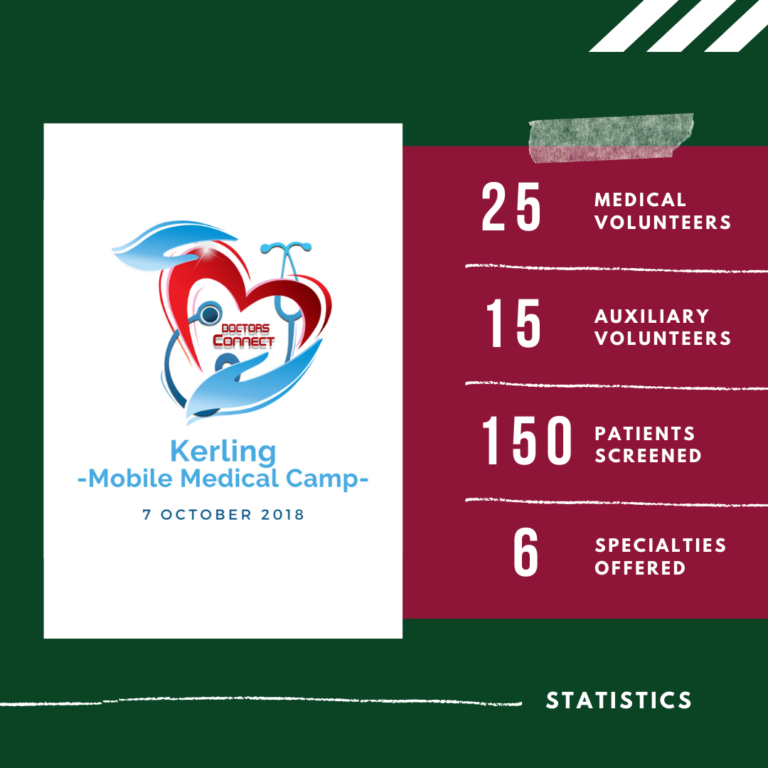 DOCTORS
CONNECT
Kerling
-Mobile Medical Camp-
7 OCTOBER 2018
25 MEDICAL
VOLUNTEERS
15 AUXILIARY
VOLUNTEERS
150 PATIENTS
SCREENED
6 SPECIALTIES
OFFERED
STATISTICS